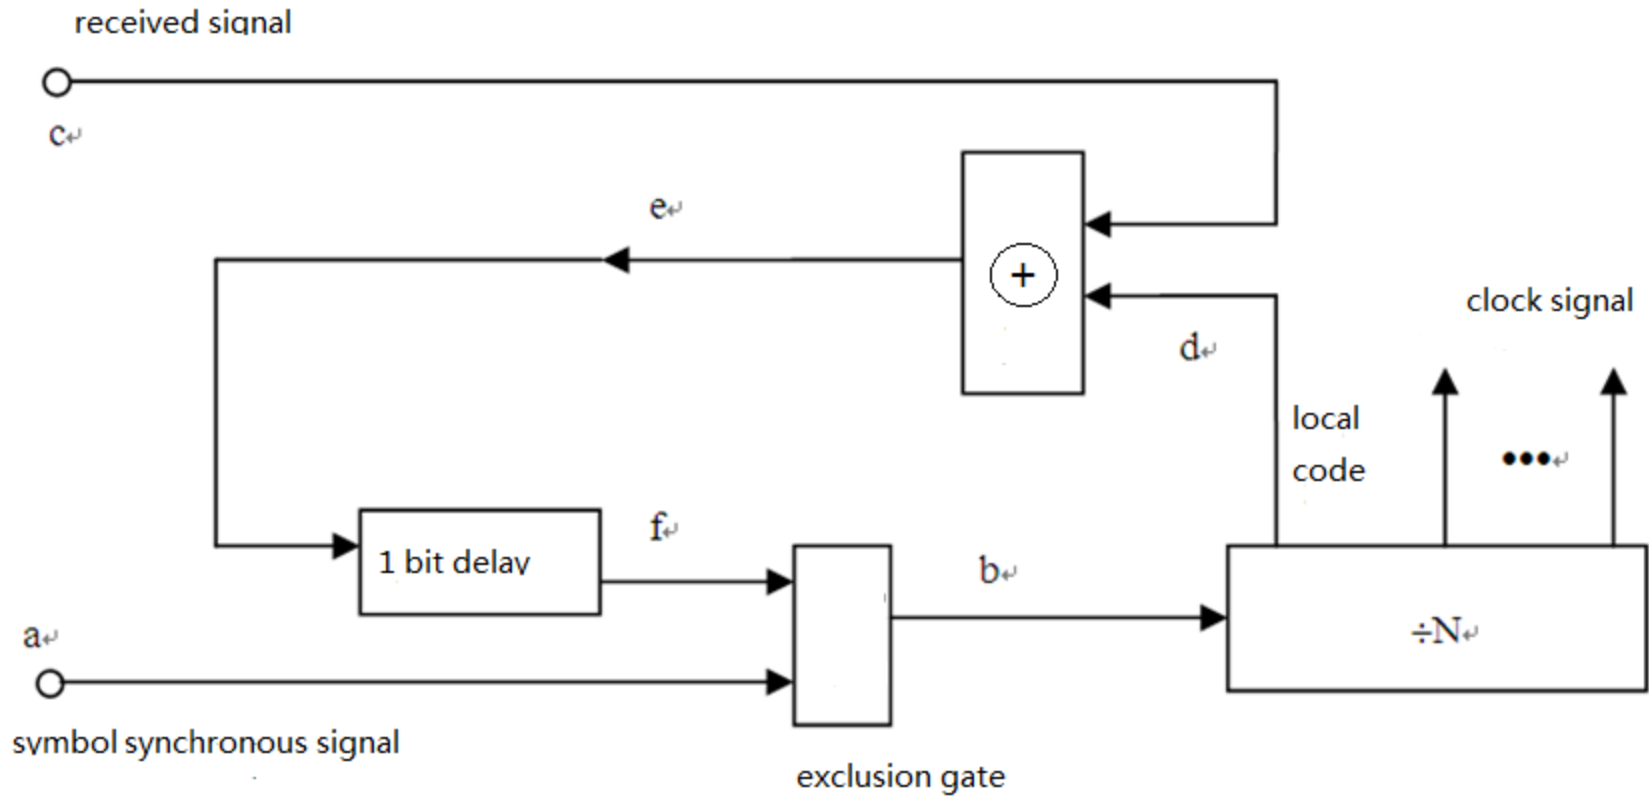 received signal
c↵
e↵
+
clock signal
d↵
local
code
•••↵
f↵
1 bit delay
b↵
a↵
÷N↵
symbol synchronous signal
exclusion gate